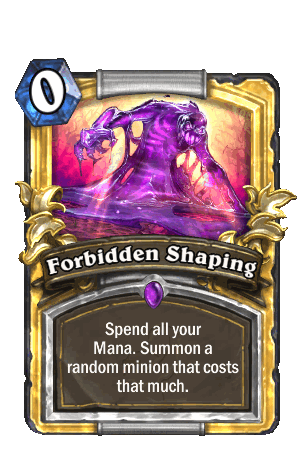 0
Forbidden Shaping
Spend all your
Mana. Summon a
random minion that costs
that much.